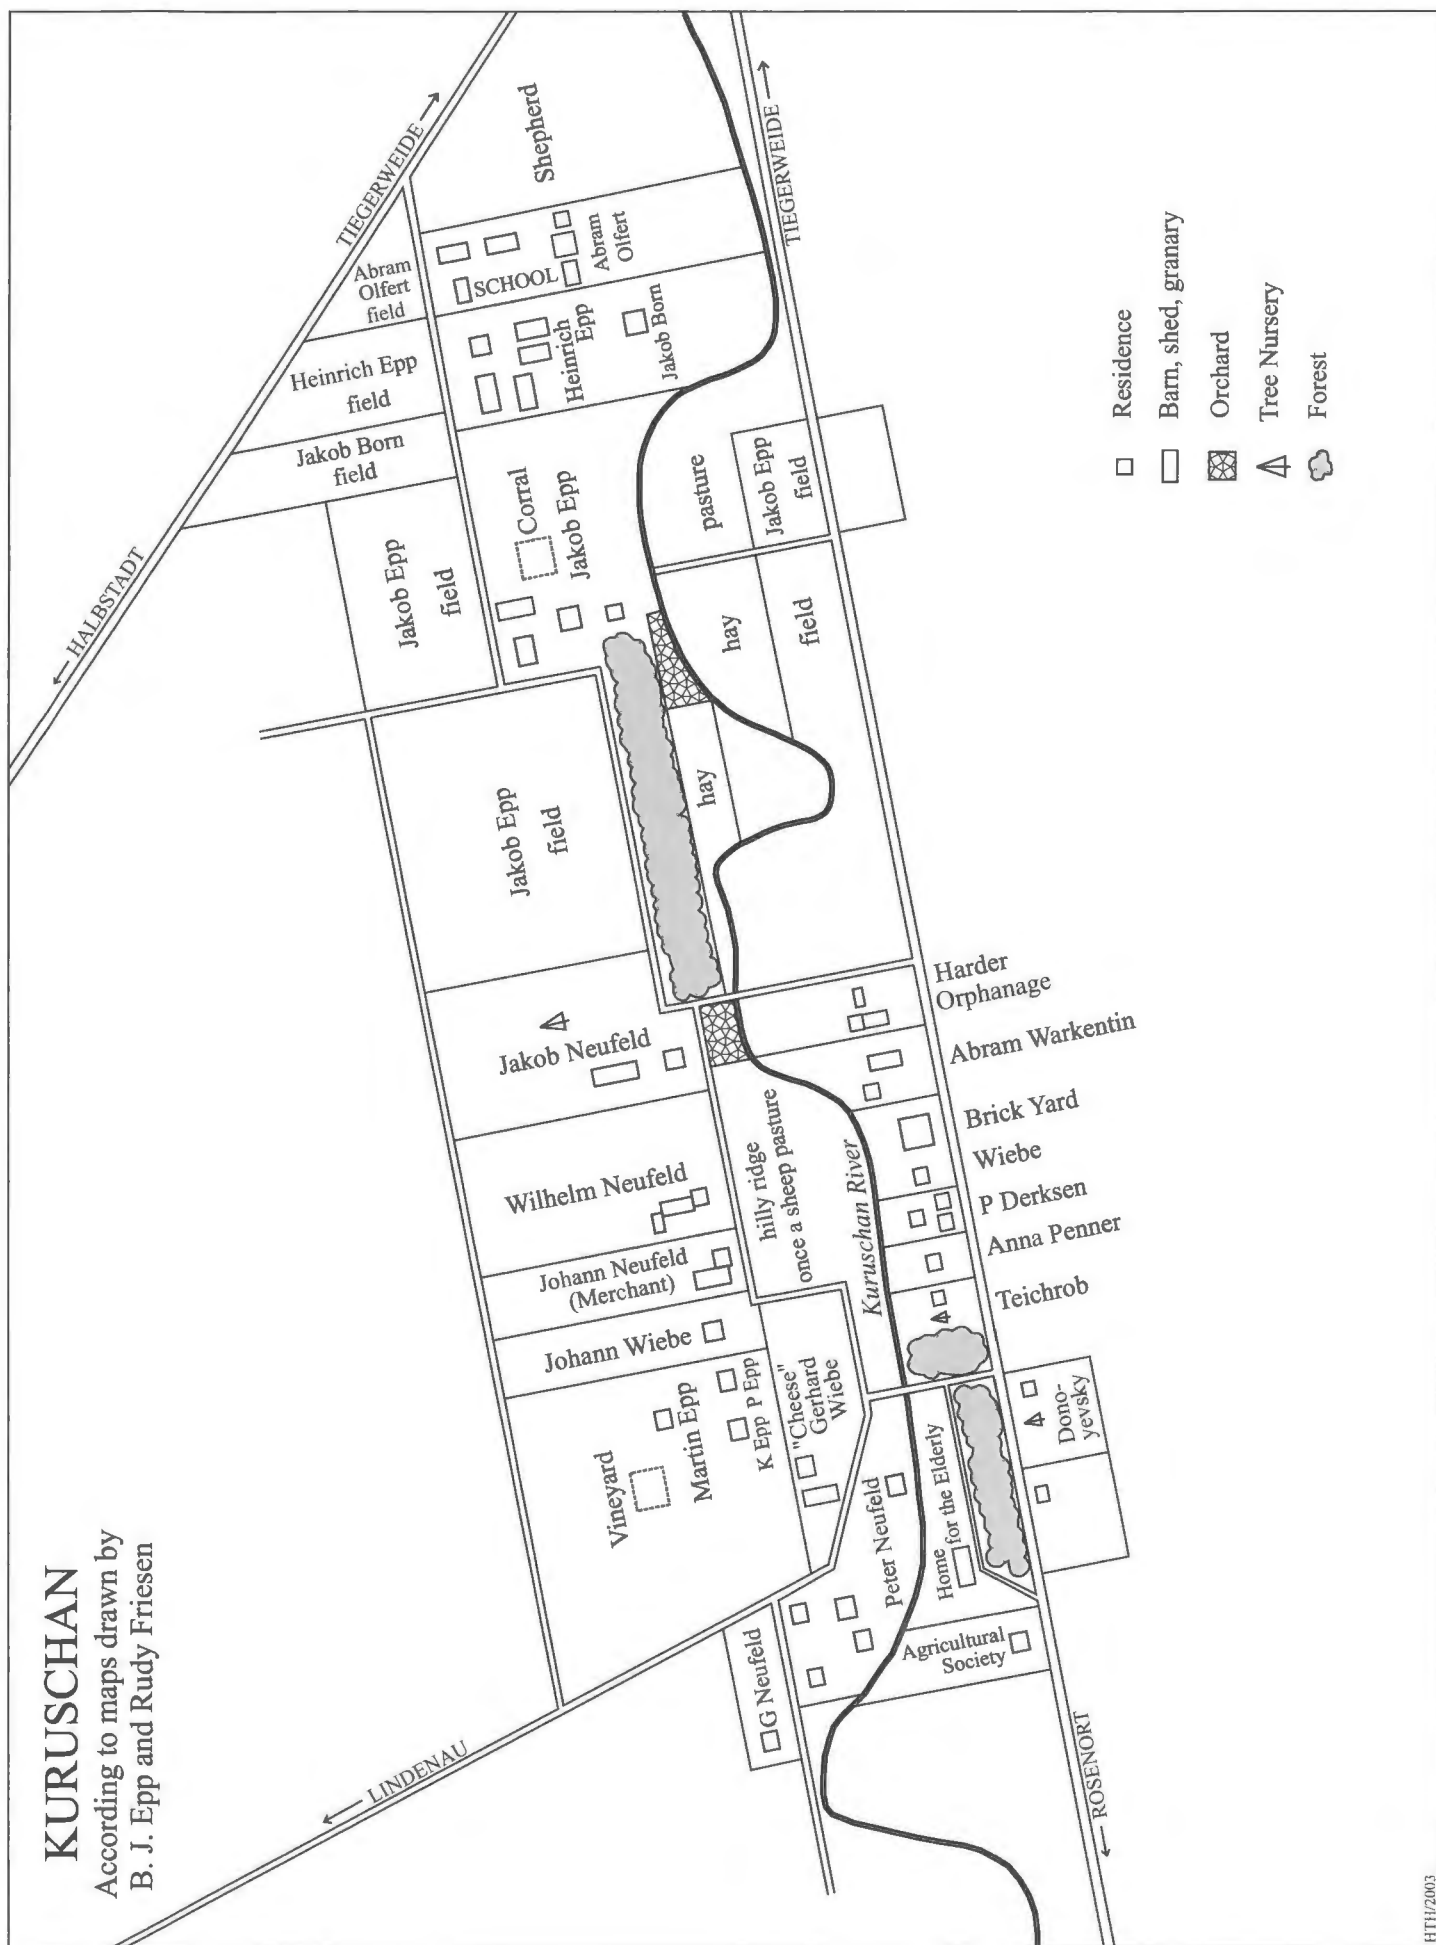 KURUSCHAN
According to maps drawn by
B. J. Epp and Rudy Friesen
← LINDENAU
← HALBSTADT
TIEGERWEIDE →
Abram
Olfert
field
Heinrich Epp
field
Jakob Born
field
Jakob Epp
field
Jakob Epp
field
Shepherd
SCHOOL
Abram
Olfert
Heinrich
Epp
Jakob Born
Corral
Jakob Epp
pasture
Jakob Epp
field
TIEGERWEIDE →
hay
field
hay
Jakob Neufeld
Wilhelm Neufeld
Johann Neufeld
(Merchant)
Johann Wiebe
Vineyard
Martin Epp
K Epp P Epp
"Cheese"
Gerhard
Wiebe
hilly ridge
once a sheep pasture
Kuruschan River
G Neufeld
Peter Neufeld
Home
for the Elderly
Agricultural
Society
← ROSENORT
Harder
Orphanage
Abram Warkentin
Brick Yard
Wiebe
P Derksen
Anna Penner
Teichrob
Dono-
yevsky
Residence
Barn, shed, granary
Orchard
Tree Nursery
Forest
HTH/2003